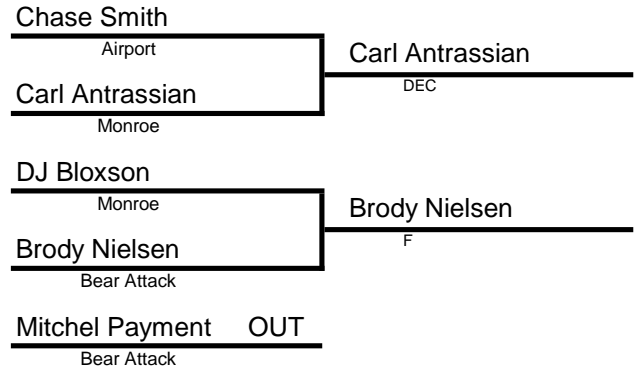 Chase Smith
Airport
Carl Antrassian
DEC
Carl Antrassian
Monroe
DJ Bloxson
Monroe
Brody Nielsen
F
Brody Nielsen
Bear Attack
Mitchel Payment OUT
Bear Attack